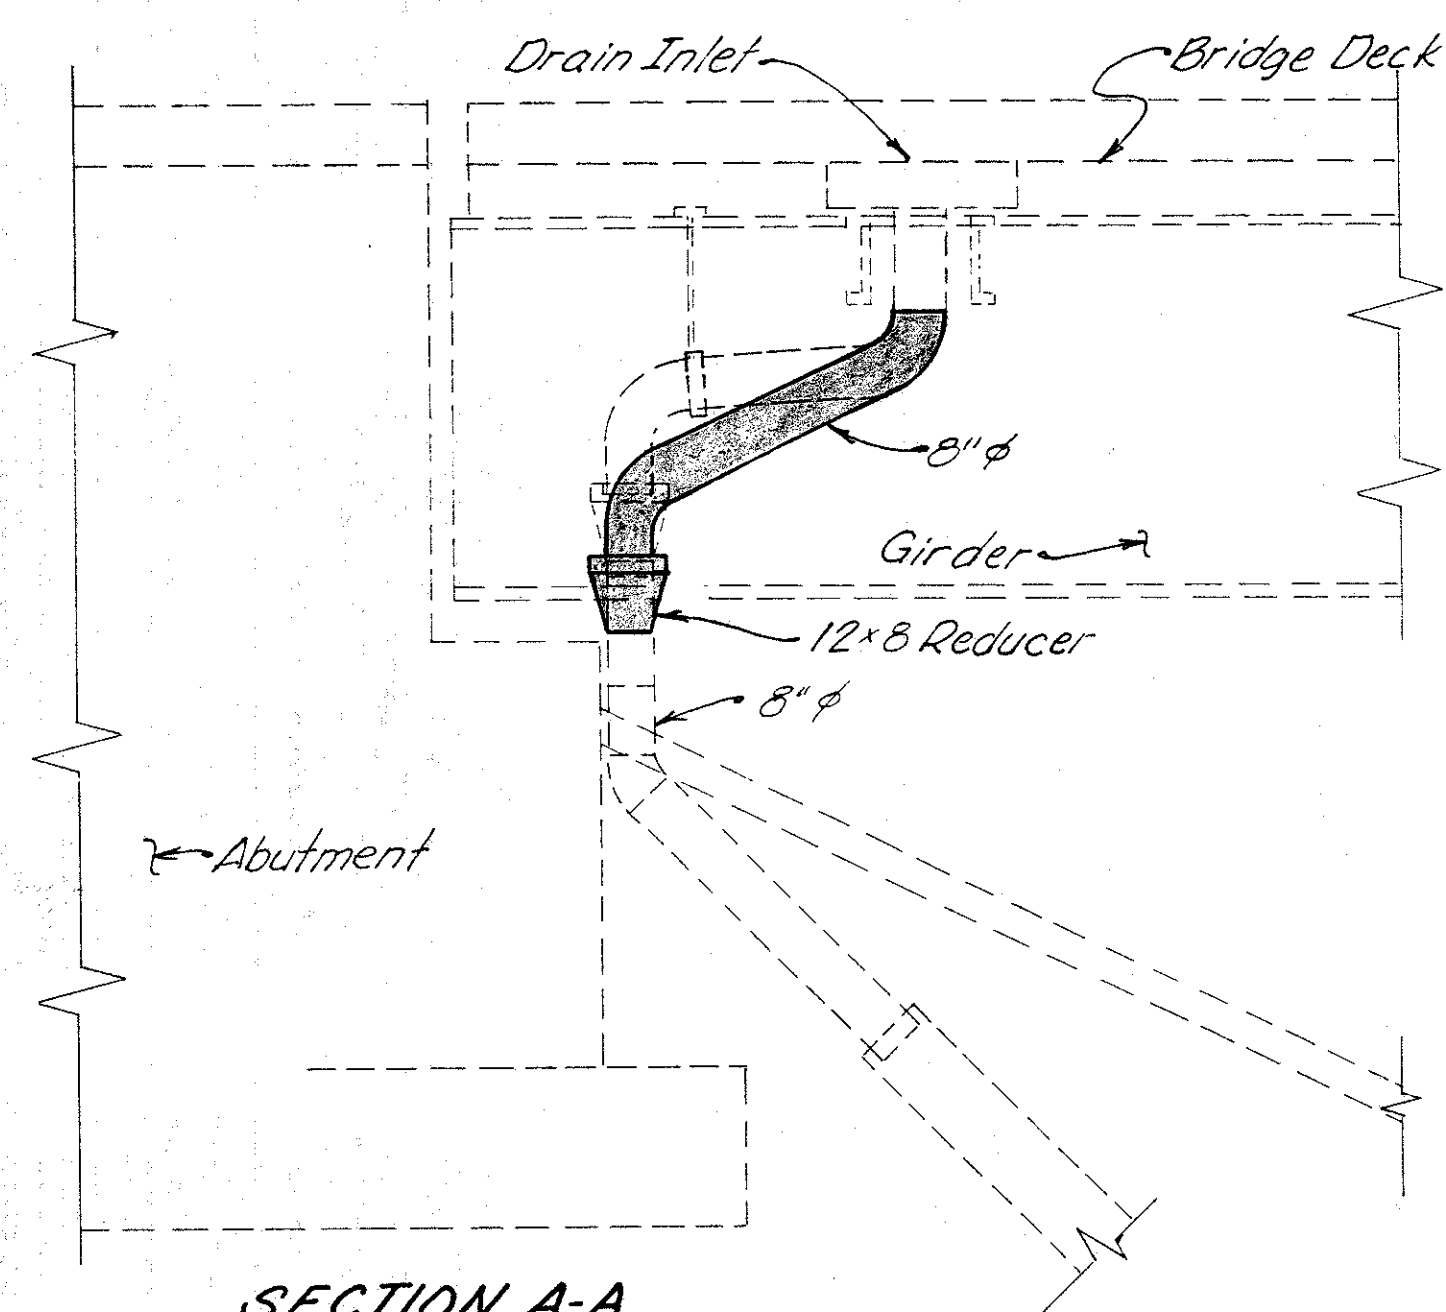 Drain Inlet
Bridge Deck
8" ø
Girder
12×8 Reducer
8" ø
Abutment
SECTION A-A